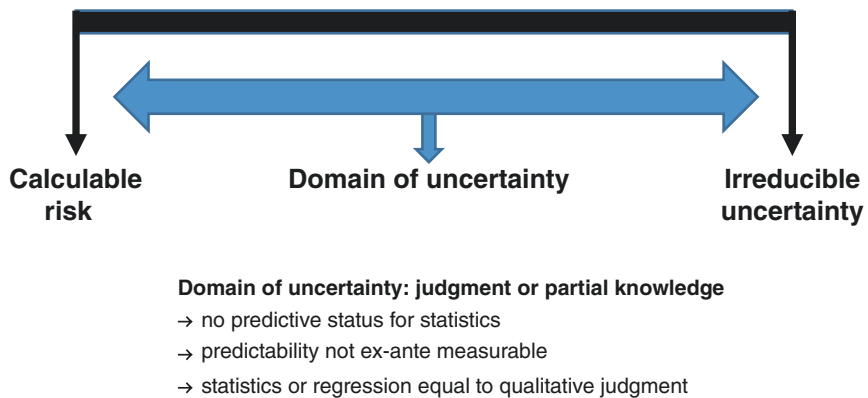 Calculable
risk
Domain of uncertainty
Irreducible
uncertainty
Domain of uncertainty: judgment or partial knowledge
→ no predictive status for statistics
→ predictability not ex-ante measurable
→ statistics or regression equal to qualitative judgment